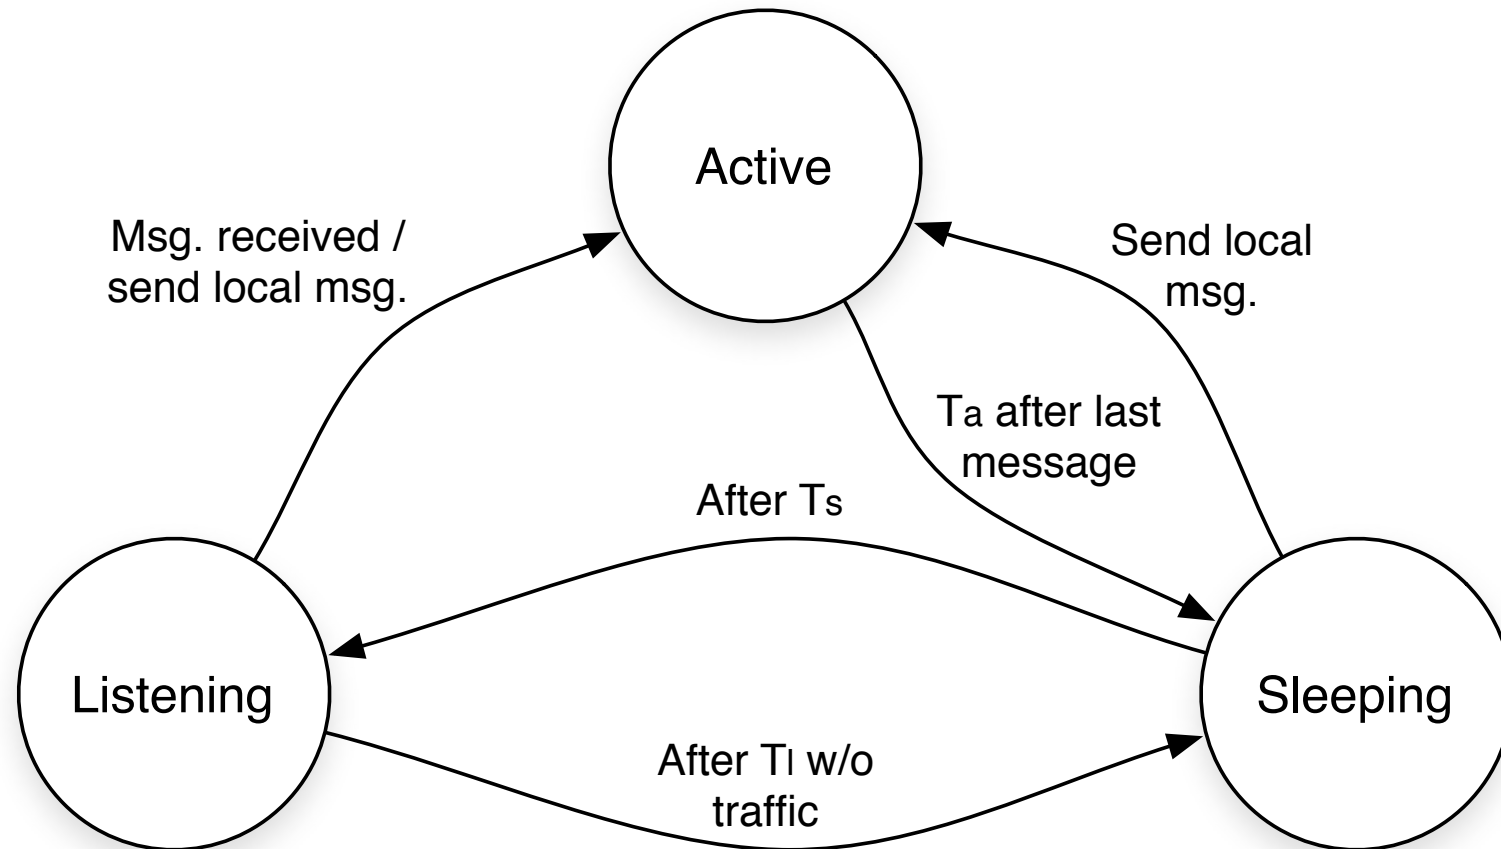 Active
Msg. received /
send local msg.
Send local
msg.
Ta after last
message
After Ts
Listening
Sleeping
After Tl w/o
traffic